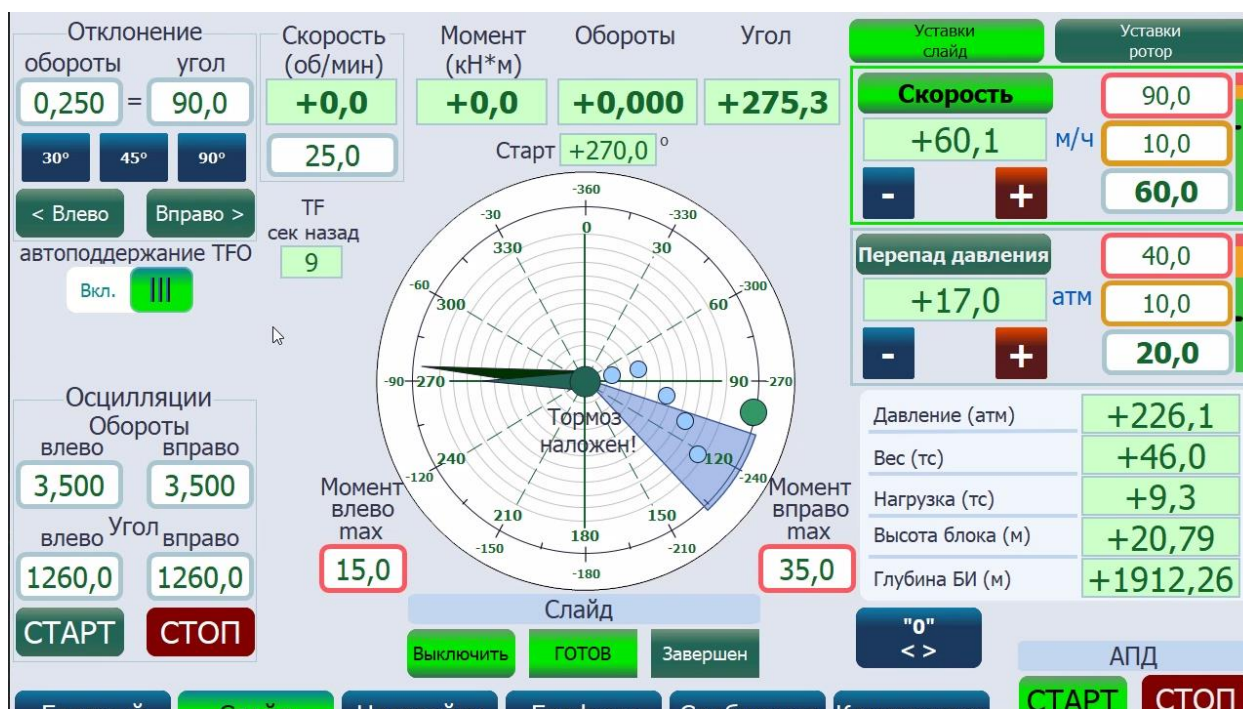 Отклонение
обороты угол
0,250 = 90,0
30° 45° 90°
< Влево Вправо >
автоподдержание TFO
Вкл.
Скорость
(об/мин)
+0,0
25,0
TF
сек назад
9
Момент
(кН*м)
+0,0
Обороты
+0,000
Угол
+275,3
Старт +270,0 °
-360
-30 -330
0
330 30
-60 -300
300 60
-90 270 90 -270
Тормоз
наложен!
240 120
-120 -240
210 150
180
-150 -210
-180
Осцилляции
Обороты
влево вправо
3,500 3,500
Угол
влево вправо
1260,0 1260,0
СТАРТ СТОП
Момент
влево
max
15,0
Момент
вправо
max
35,0
Слайд
Выключить ГОТОВ Завершен
Уставки
слайд
Уставки
ротор
Скорость 90,0
+60,1 м/ч 10,0
- + 60,0
Перепад давления 40,0
+17,0 атм 10,0
- + 20,0
Давление (атм) +226,1
Вес (тс) +46,0
Нагрузка (тс) +9,3
Высота блока (м) +20,79
Глубина БИ (м) +1912,26
"0"
< >
АПД
СТАРТ СТОП